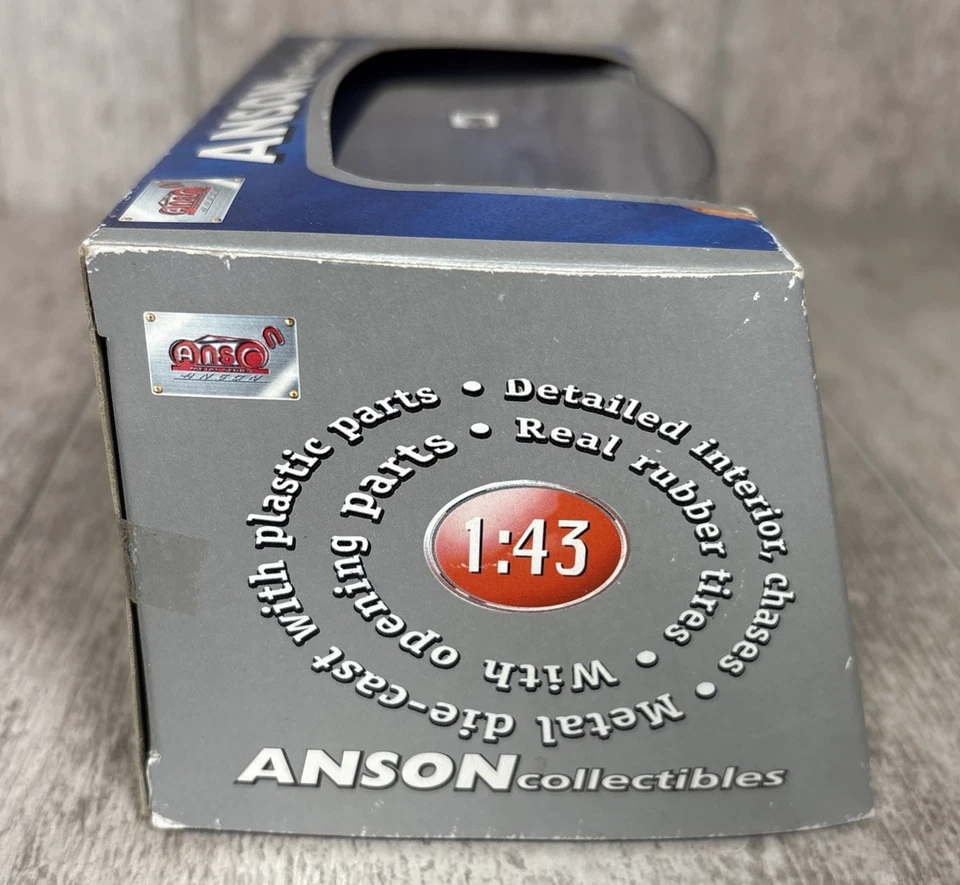 ANSON
ANSON
ANSON
Detailed interior, chases • Metal die-cast with plastic parts •
Real rubber tires • With opening parts •
1:43
ANSON collectibles